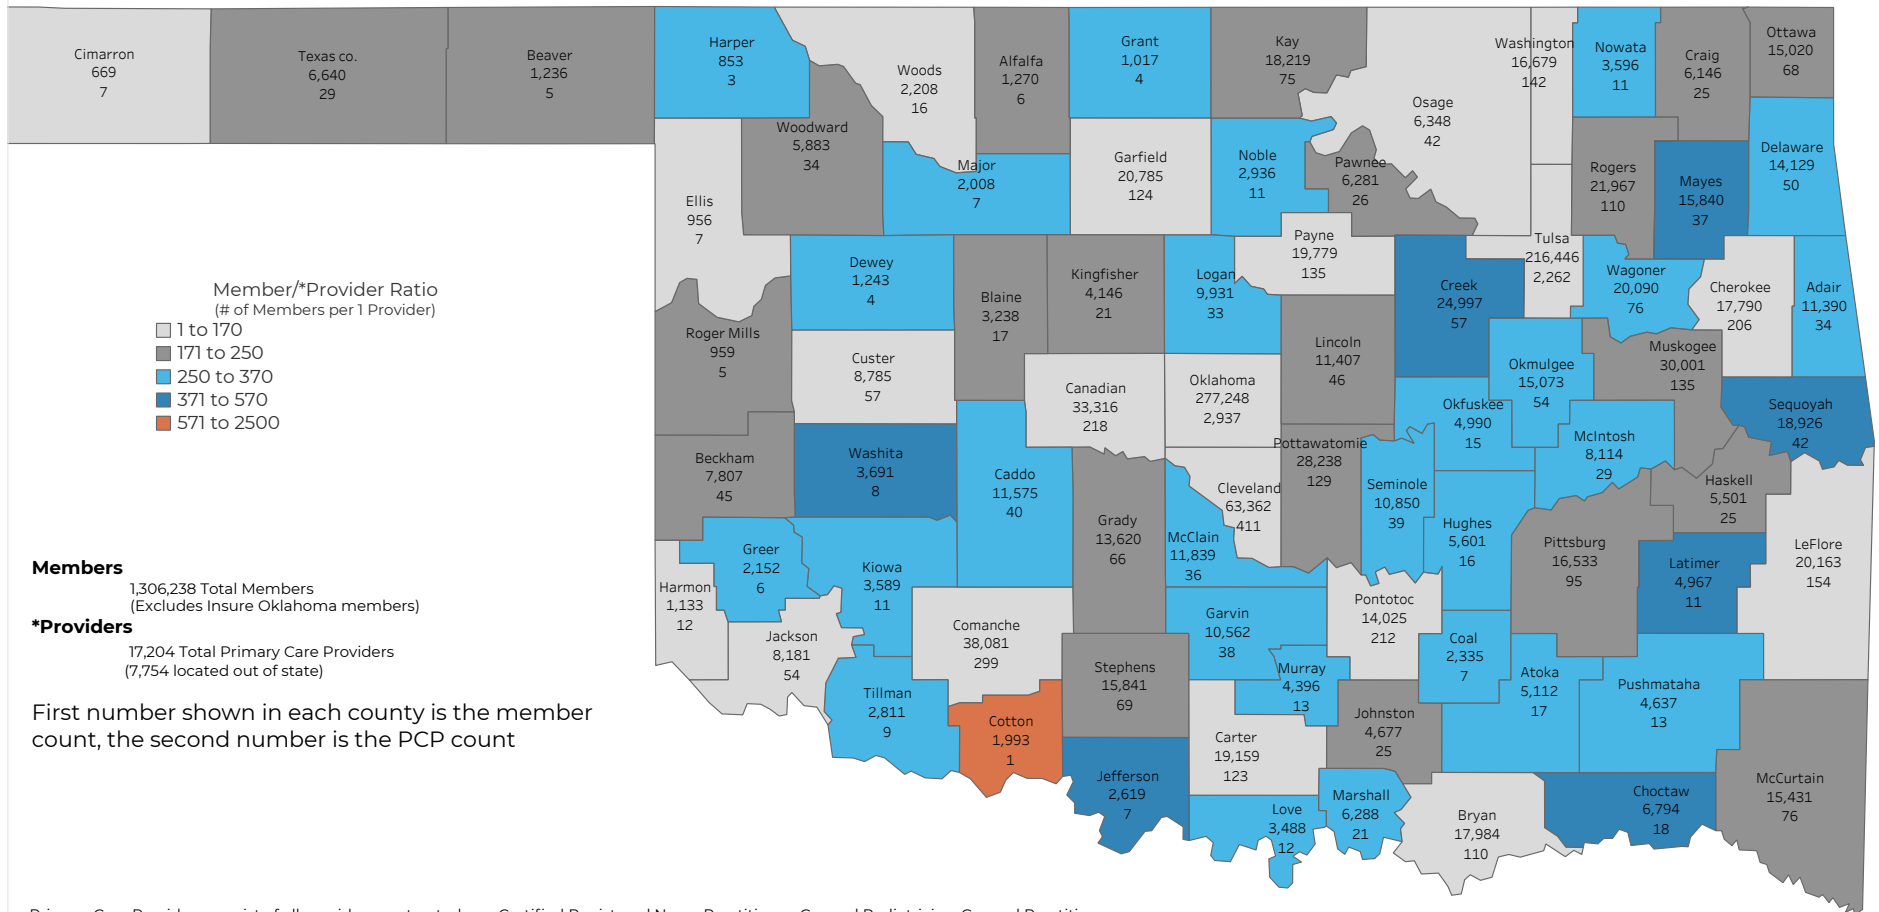 Cimarron
669
7
Texas co.
6,640
29
Beaver
1,236
5
Harper
853
3
Woods
2,208
16
Alfalfa
1,270
6
Grant
1,017
4
Kay
18,219
75
Osage
6,348
42
Washington
16,679
142
Nowata
3,596
11
Craig
6,146
25
Ottawa
15,020
68
Woodward
5,883
34
Ellis
956
7
Major
2,008
7
Garfield
20,785
124
Noble
2,936
11
Pawnee
6,281
26
Rogers
21,967
110
Mayes
15,840
37
Delaware
14,129
50
Dewey
1,243
4
Blaine
3,238
17
Kingfisher
4,146
21
Logan
9,931
33
Payne
19,779
135
Creek
24,997
57
Tulsa
216,446
2,262
Wagoner
20,090
76
Cherokee
17,790
206
Adair
11,390
34
Member/*Provider Ratio
(# of Members per 1 Provider)
1 to 170
171 to 250
250 to 370
371 to 570
571 to 2500
Roger Mills
959
5
Custer
8,785
57
Canadian
33,316
218
Oklahoma
277,248
2,937
Lincoln
11,407
46
Okmulgee
15,073
54
Muskogee
30,001
135
Okfuskee
4,990
15
McIntosh
8,114
29
Sequoyah
18,926
42
Beckham
7,807
45
Washita
3,691
8
Caddo
11,575
40
Grady
13,620
66
Cleveland
63,362
411
Pottawatomie
28,238
129
Seminole
10,850
39
Hughes
5,601
16
Haskell
5,501
25
Pittsburg
16,533
95
Latimer
4,967
11
LeFlore
20,163
154
McClain
11,839
36
Greer
2,152
6
Kiowa
3,589
11
Harmon
1,133
12
Jackson
8,181
54
Comanche
38,081
299
Garvin
10,562
38
Pontotoc
14,025
212
Coal
2,335
7
Atoka
5,112
17
Pushmataha
4,637
13
Stephens
15,841
69
Murray
4,396
13
Tillman
2,811
9
Cotton
1,993
1
Johnston
4,677
25
Carter
19,159
123
Jefferson
2,619
7
Love
3,488
12
Marshall
6,288
21
Bryan
17,984
110
Choctaw
6,794
18
McCurtain
15,431
76
Members
1,306,238 Total Members
(Excludes Insure Oklahoma members)
*Providers
17,204 Total Primary Care Providers
(7,754 located out of state)
First number shown in each county is the member
count, the second number is the PCP count